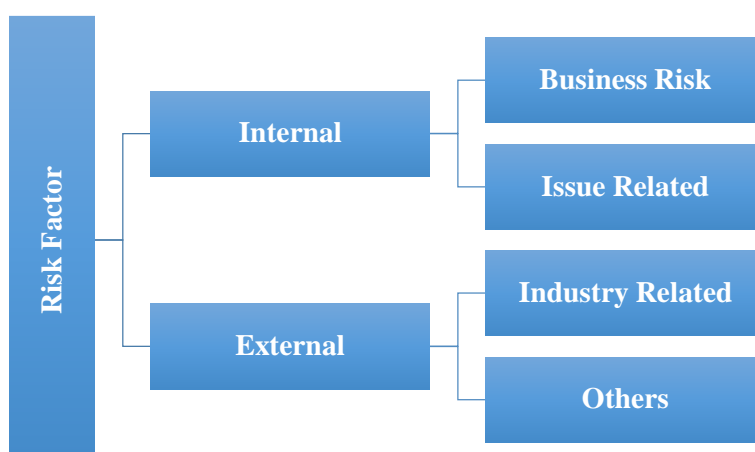 Risk Factor
Internal
Business Risk
Issue Related
External
Industry Related
Others